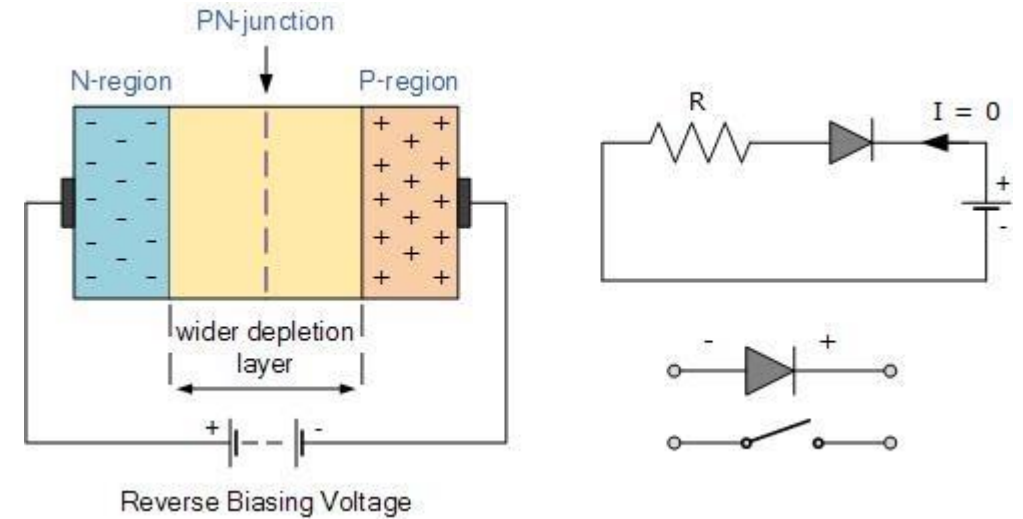 PN-junction
N-region
P-region
wider depletion
layer
+ -
Reverse Biasing Voltage
R
I = 0
+
-
- +